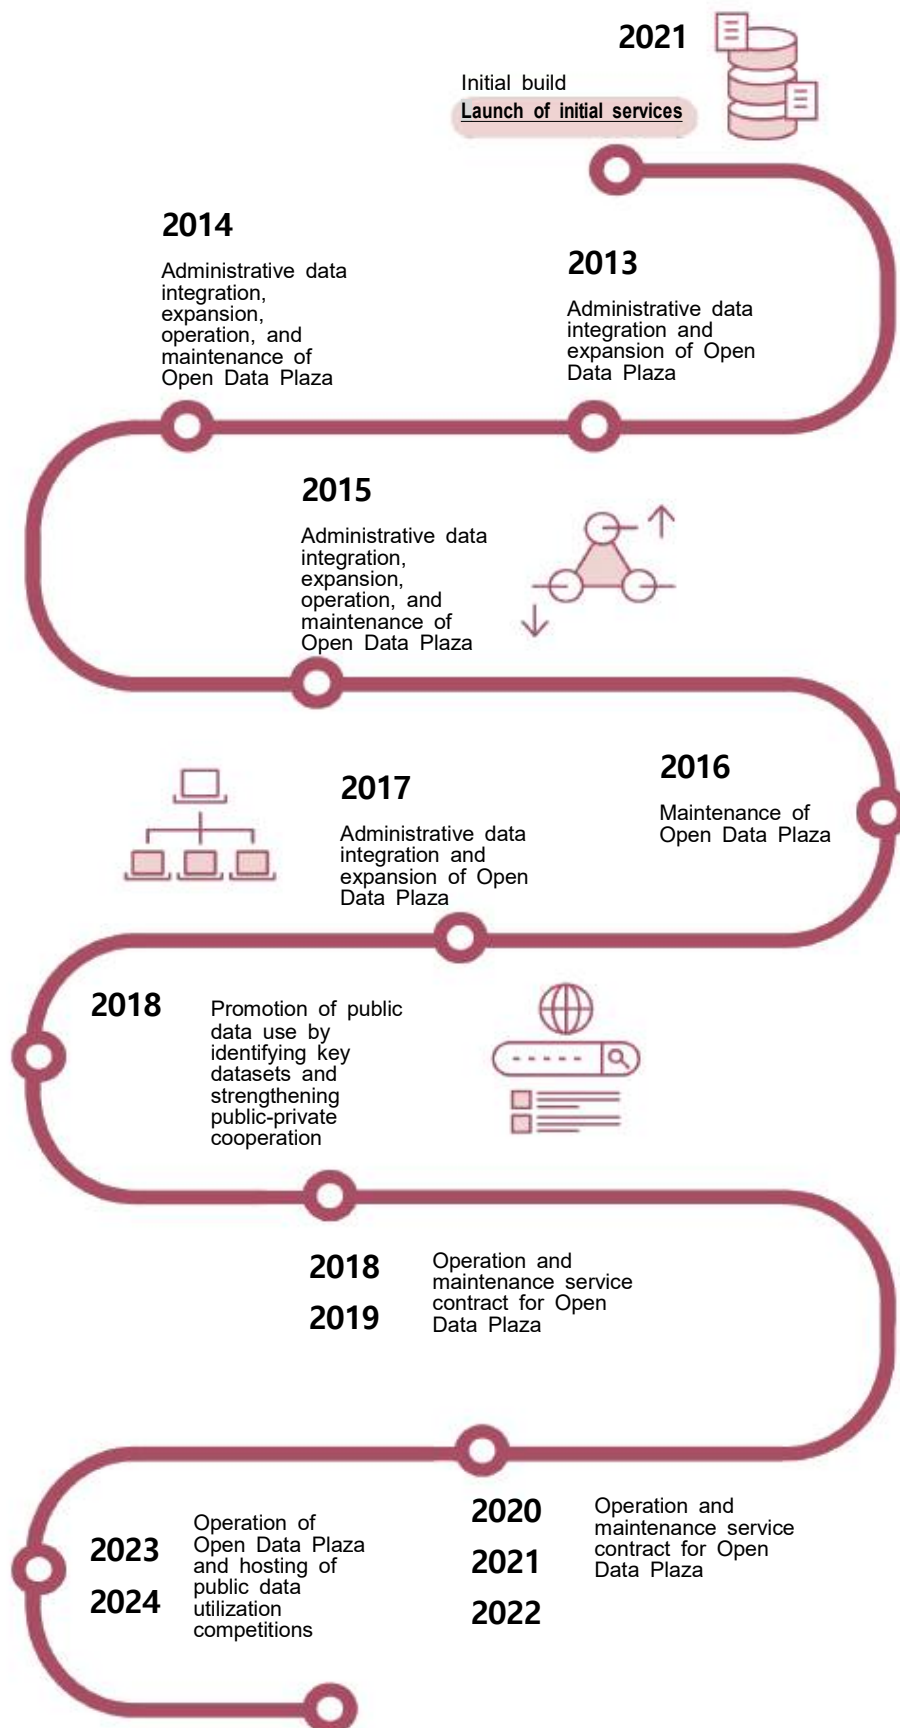 2021
Initial build
Launch of initial services
2013
Administrative data
integration and
expansion of Open
Data Plaza
2014
Administrative data
integration,
expansion,
operation, and
maintenance of
Open Data Plaza
2015
Administrative data
integration,
expansion,
operation, and
maintenance of
Open Data Plaza
2016
Maintenance of
Open Data Plaza
2017
Administrative data
integration and
expansion of Open
Data Plaza
2018
Promotion of public
data use by
identifying key
datasets and
strengthening
public-private
cooperation
2018
2019
Operation and
maintenance service
contract for Open
Data Plaza
2020
2021
2022
Operation and
maintenance service
contract for Open
Data Plaza
2023
2024
Operation of
Open Data Plaza
and hosting of
public data
utilization
competitions